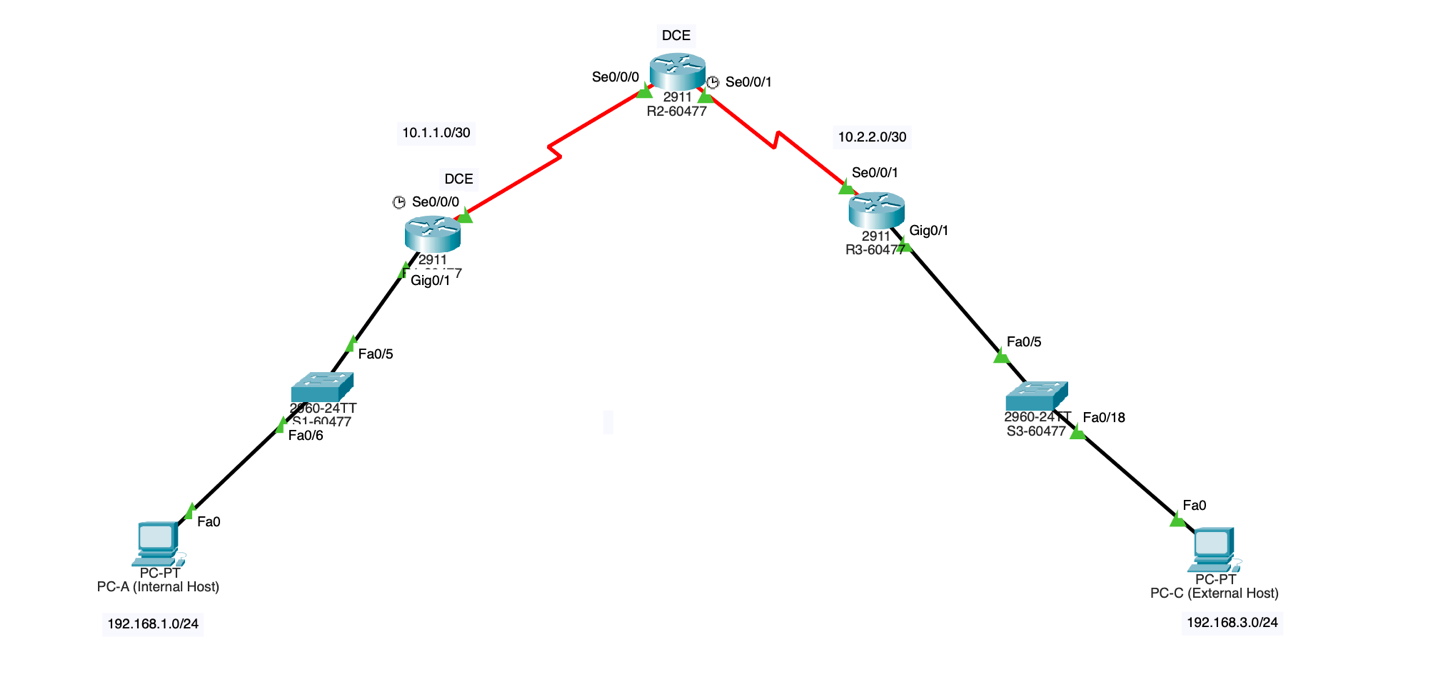 DCE
Se0/0/0
Se0/0/1
2911
R2-60477
10.1.1.0/30
10.2.2.0/30
DCE
Se0/0/1
Se0/0/0
2911
R3-60477
Gig0/1
2911
Gig0/1
Fa0/5
Fa0/5
2960-24TT
S1-60477
Fa0/6
2960-24TT
S3-60477
Fa0/18
Fa0
Fa0
PC-PT
PC-A (Internal Host)
PC-PT
PC-C (External Host)
192.168.1.0/24
192.168.3.0/24